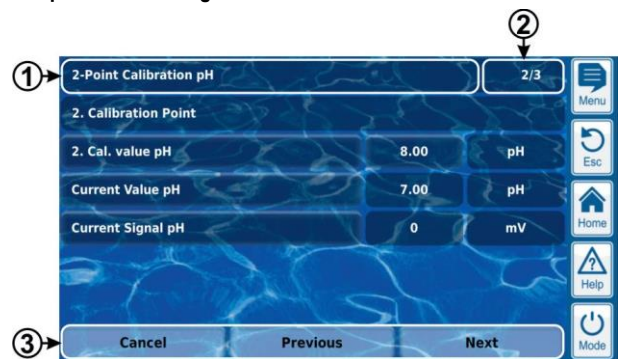 2
1
2-Point Calibration pH 2/3
Menu
2. Calibration Point
2. Cal. value pH 8.00 pH
Esc
Current Value pH 7.00 pH
Home
Current Signal pH 0 mV
Help
3
Cancel Previous Next
Mode